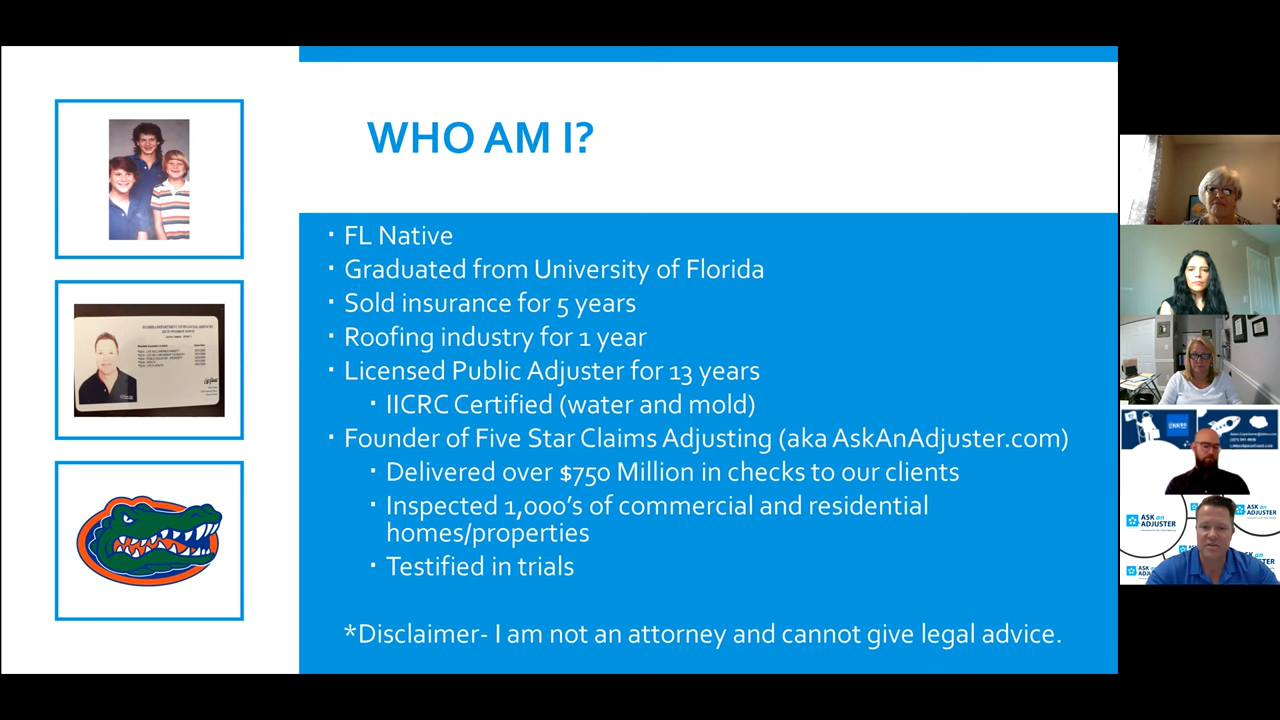 WHO AM I?
FL Native
Graduated from University of Florida
Sold insurance for 5 years
Roofing industry for 1 year
Licensed Public Adjuster for 13 years
IICRC Certified (water and mold)
Founder of Five Star Claims Adjusting (aka AskAnAdjuster.com)
Delivered over $750 Million in checks to our clients
Inspected 1,000's of commercial and residential
homes/properties
Testified in trials
*Disclaimer- I am not an attorney and cannot give legal advice.
ASK an
ADJUSTER
ASK an
ADJUSTER